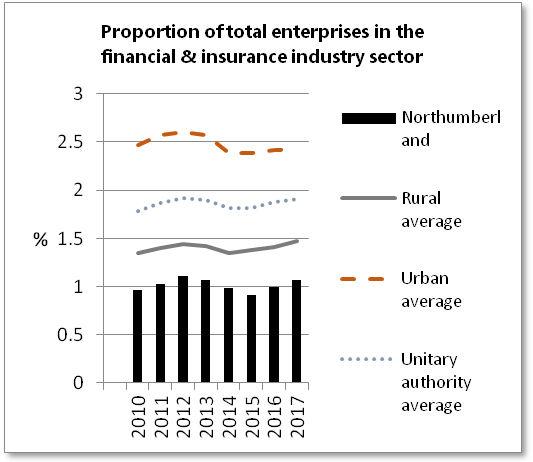 Proportion of total enterprises in the
financial & insurance industry sector
3
2.5
2
1.5
1
0.5
0
%
2010
2011
2012
2013
2014
2015
2016
2017
Northumberl
and
Rural
average
Urban
average
Unitary
authority
average